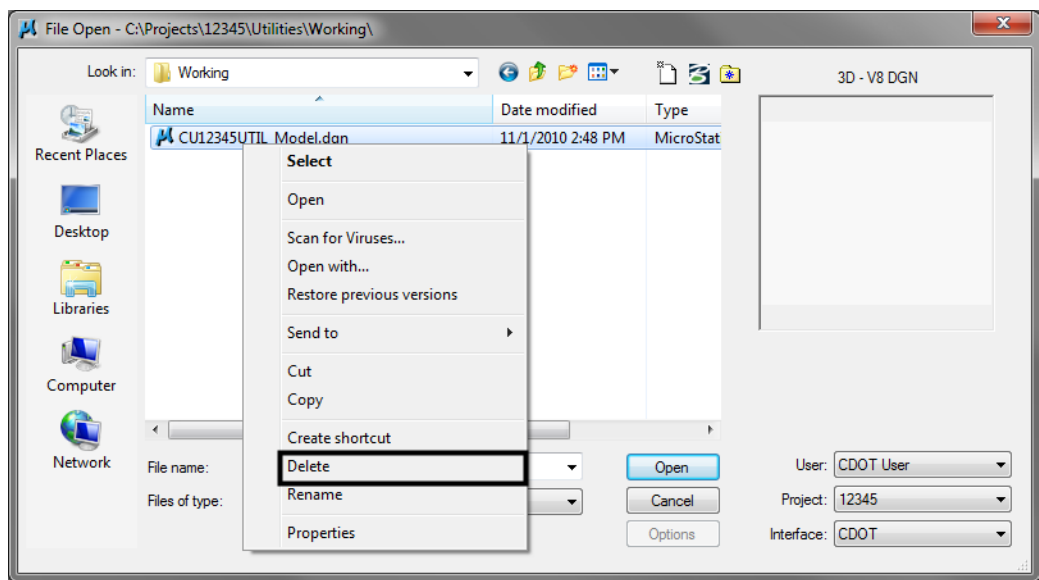 File Open - C:\Projects\12345\Utilities\Working\
Look in:
Working
3D - V8 DGN
Name
Date modified
Type
CU12345UTIL_Model.dgn
11/1/2010 2:48 PM
MicroStat
Recent Places
Desktop
Libraries
Computer
Network
Select
Open
Scan for Viruses...
Open with...
Restore previous versions
Send to
Cut
Copy
Create shortcut
Delete
Rename
Properties
File name:
Files of type:
Open
Cancel
Options
User: CDOT User
Project: 12345
Interface: CDOT